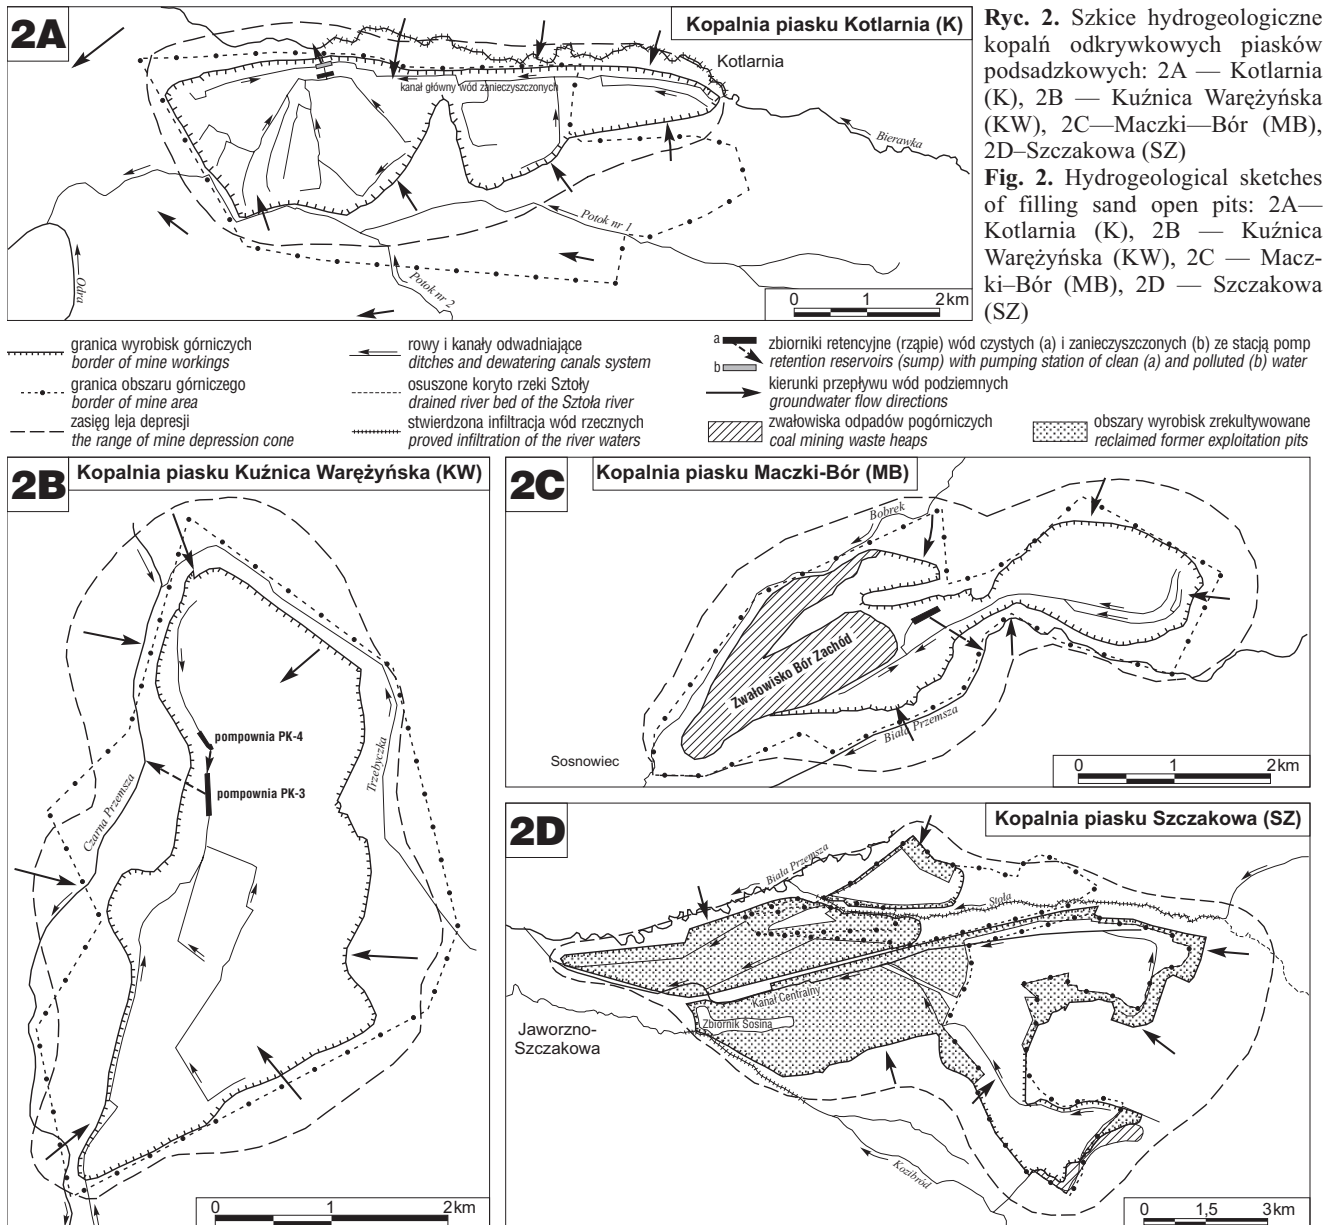 2A
Kopalnia piasku Kotlarnia (K)
Kotlarnia
kanał główny wód zanieczyszczonych
Bierawka
Potok nr 1
Potok nr 2
Odra
0 1 2km
Ryc. 2. Szkice hydrogeologiczne
kopalń odkrywkowych piasków
podsadzkowych: 2A — Kotlarnia
(K), 2B — Kuźnica Warężyńska
(KW), 2C—Maczki—Bór (MB),
2D–Szczakowa (SZ)
Fig. 2. Hydrogeological sketches
of filling sand open pits: 2A—
Kotlarnia (K), 2B — Kuźnica
Warężyńska (KW), 2C — Macz-
ki–Bór (MB), 2D — Szczakowa
(SZ)
granica wyrobisk górniczych
border of mine workings
granica obszaru górniczego
border of mine area
zasięg leja depresji
the range of mine depression cone
rowy i kanały odwadniające
ditches and dewatering canals system
osuszone koryto rzeki Sztoły
drained river bed of the Sztoła river
stwierdzona infiltracja wód rzecznych
proved infiltration of the river waters
a
b
zbiorniki retencyjne (rząpie) wód czystych (a) i zanieczyszczonych (b) ze stacją pomp
retention reservoirs (sump) with pumping station of clean (a) and polluted (b) water
kierunki przepływu wód podziemnych
groundwater flow directions
zwałowiska odpadów pogórniczych
coal mining waste heaps
obszary wyrobisk zrekultywowane
reclaimed former exploitation pits
2B
Kopalnia piasku Kuźnica Warężyńska (KW)
pompownia PK-4
pompownia PK-3
Czarna Przemsza
Trzebyczka
0 1 2km
2C
Kopalnia piasku Maczki-Bór (MB)
Bobrek
Zwałowisko Bór Zachód
Biała Przemsza
Sosnowiec
0 1 2km
2D
Kopalnia piasku Szczakowa (SZ)
Biała Przemsza
Stała
Kanał Centralny
Zbiornik Sosina
Jaworzno-
Szczakowa
Kozibród
0 1,5 3km